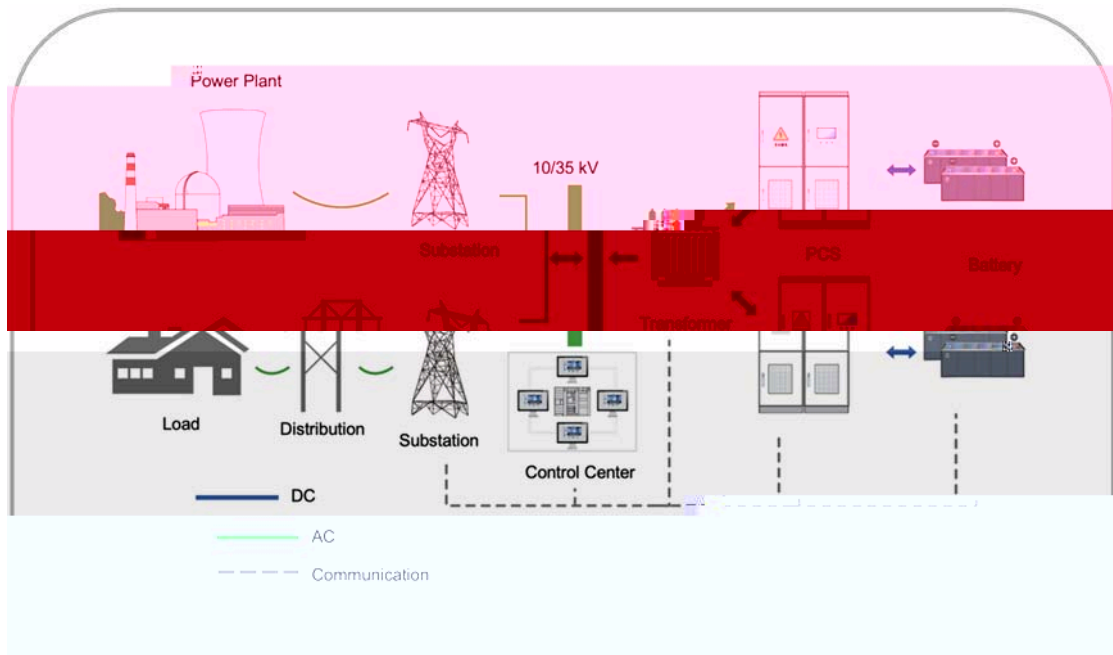 Power Plant
10/35 kV
Substation
PCS
Battery
Transformer
Load
Distribution
Substation
Control Center
DC
AC
Communication